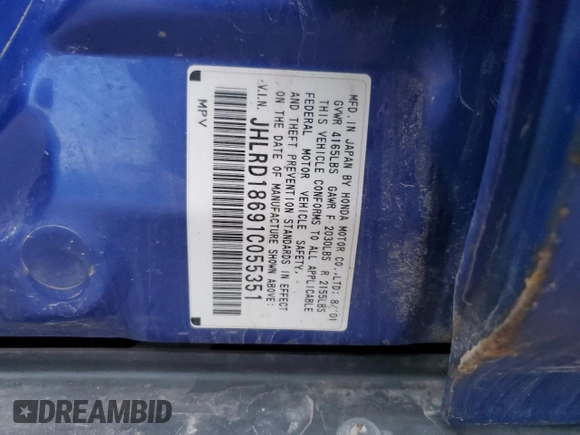 MFD. IN JAPAN BY HONDA MOTOR CO.,LTD: 8/'01
GVWR 4165LBS GAWR F 2030LBS R 2155LBS
THIS VEHICLE CONFORMS TO ALL APPLICABLE
FEDERAL MOTOR VEHICLE SAFETY,
AND THEFT PREVENTION STANDARDS IN EFFECT
ON THE DATE OF MANUFACTURE SHOWN ABOVE:
V.I.N. JHLRD18691C055351
MPV
DREAMBID